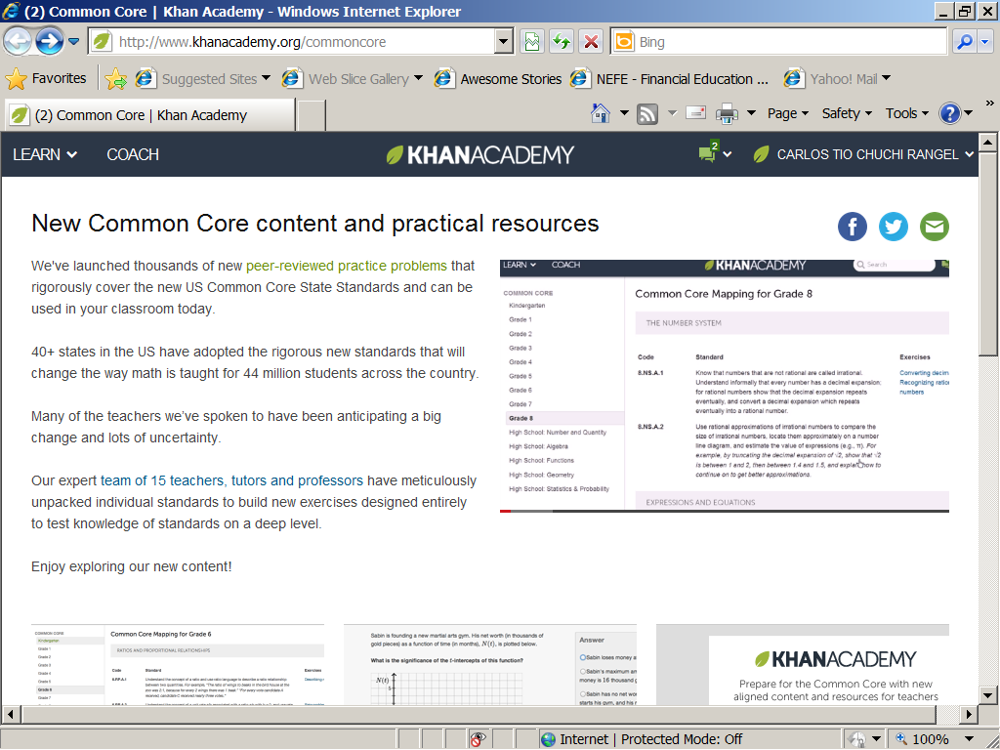 (2) Common Core | Khan Academy - Windows Internet Explorer
http://www.khanacademy.org/commoncore
Bing
Favorites
Suggested Sites
Web Slice Gallery
Awesome Stories
NEFE - Financial Education ...
Yahoo! Mail
(2) Common Core | Khan Academy
Page
Safety
Tools
LEARN
COACH
KHANACADEMY
2
CARLOS TIO CHUCHI RANGEL
New Common Core content and practical resources
We've launched thousands of new peer-reviewed practice problems that
rigorously cover the new US Common Core State Standards and can be
used in your classroom today.
40+ states in the US have adopted the rigorous new standards that will
change the way math is taught for 44 million students across the country.
Many of the teachers we've spoken to have been anticipating a big
change and lots of uncertainty.
Our expert team of 15 teachers, tutors and professors have meticulously
unpacked individual standards to build new exercises designed entirely
to test knowledge of standards on a deep level.
Enjoy exploring our new content!
LEARN
COACH
KHANACADEMY
Search
COMMON CORE
Kindergarten
Grade 1
Grade 2
Grade 3
Grade 4
Grade 5
Grade 6
Grade 7
Grade 8
High School: Number and Quantity
High School: Algebra
High School: Functions
High School: Geometry
High School: Statistics & Probability
Common Core Mapping for Grade 8
THE NUMBER SYSTEM
Code
Standard
Exercises
8.NS.A.1
Know that numbers that are not rational are called irrational.
Understand informally that every number has a decimal expansion;
for rational numbers show that the decimal expansion repeats
eventually, and convert a decimal expansion which repeats
eventually into a rational number.
Converting decim
Recognizing ratio
numbers
8.NS.A.2
Use rational approximations of irrational numbers to compare the
size of irrational numbers, locate them approximately on a number
line diagram, and estimate the value of expressions (e.g., π). For
example, by truncating the decimal expansion of √2, show that √2
is between 1 and 2, then between 1.4 and 1.5, and explain how to
continue on to get better approximations.
EXPRESSIONS AND EQUATIONS
COMMON CORE
Kindergarten
Grade 1
Grade 2
Grade 3
Grade 4
Grade 5
Grade 6
Grade 7
Common Core Mapping for Grade 6
RATIOS AND PROPORTIONAL RELATIONSHIPS
Code
Standard
Exercises
6.RP.A.1
Understand the concept of a ratio and use ratio language to describe a ratio relationship
Sabin is founding a new martial arts gym. His net worth (in thousands of
gold pieces) as a function of time (in months), N(t), is plotted below.
What is the significance of the t-intercepts of this function?
N(t)
5
Answer
Sabin loses money a
Sabin's maximum an
money is 16 thousand g
Sabin has no net wo
starts his gym, and his n
KHANACADEMY
Prepare for the Common Core with new
aligned content and resources for teachers
Internet | Protected Mode: Off
100%